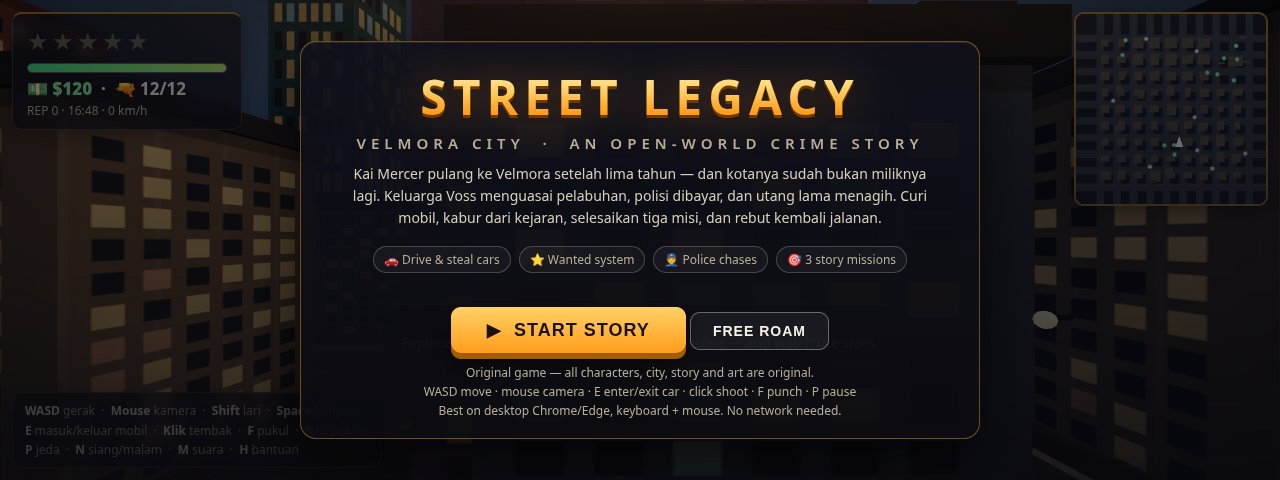 ★★★★★
💵 $120 · 🔫 12/12
REP 0 · 16:48 · 0 km/h
STREET LEGACY
VELMORA CITY · AN OPEN-WORLD CRIME STORY
Kai Mercer pulang ke Velmora setelah lima tahun — dan kotanya sudah bukan miliknya
lagi. Keluarga Voss menguasai pelabuhan, polisi dibayar, dan utang lama menagih. Curi
mobil, kabur dari kejaran, selesaikan tiga misi, dan rebut kembali jalanan.
🚗 Drive & steal cars
⭐ Wanted system
👮 Police chases
🎯 3 story missions
▶ START STORY
FREE ROAM
Explore
and watch the stars.
Original game — all characters, city, story and art are original.
WASD move · mouse camera · E enter/exit car · click shoot · F punch · P pause
Best on desktop Chrome/Edge, keyboard + mouse. No network needed.
WASD gerak · Mouse kamera · Shift lari · Space
E masuk/keluar mobil · Klik tembak · F pukul ·
P jeda · N siang/malam · M suara · H bantuan